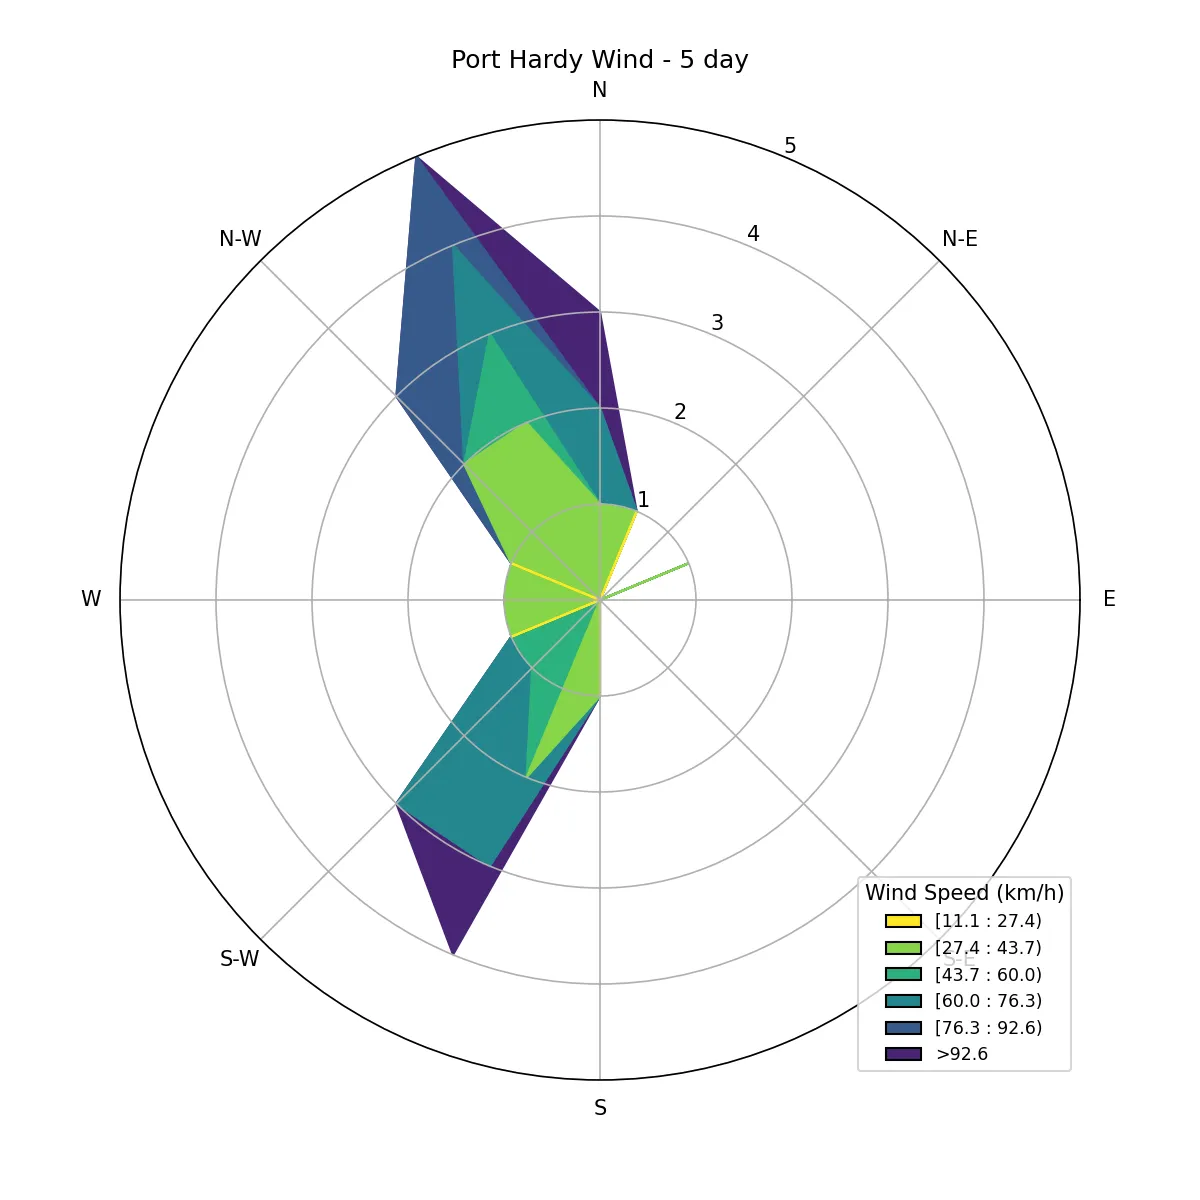 Port Hardy Wind - 5 day
N
5
N-W
4
N-E
3
2
1
W
E
S-W
S-E
S
Wind Speed (km/h)
[11.1 : 27.4)
[27.4 : 43.7)
[43.7 : 60.0)
[60.0 : 76.3)
[76.3 : 92.6)
>92.6